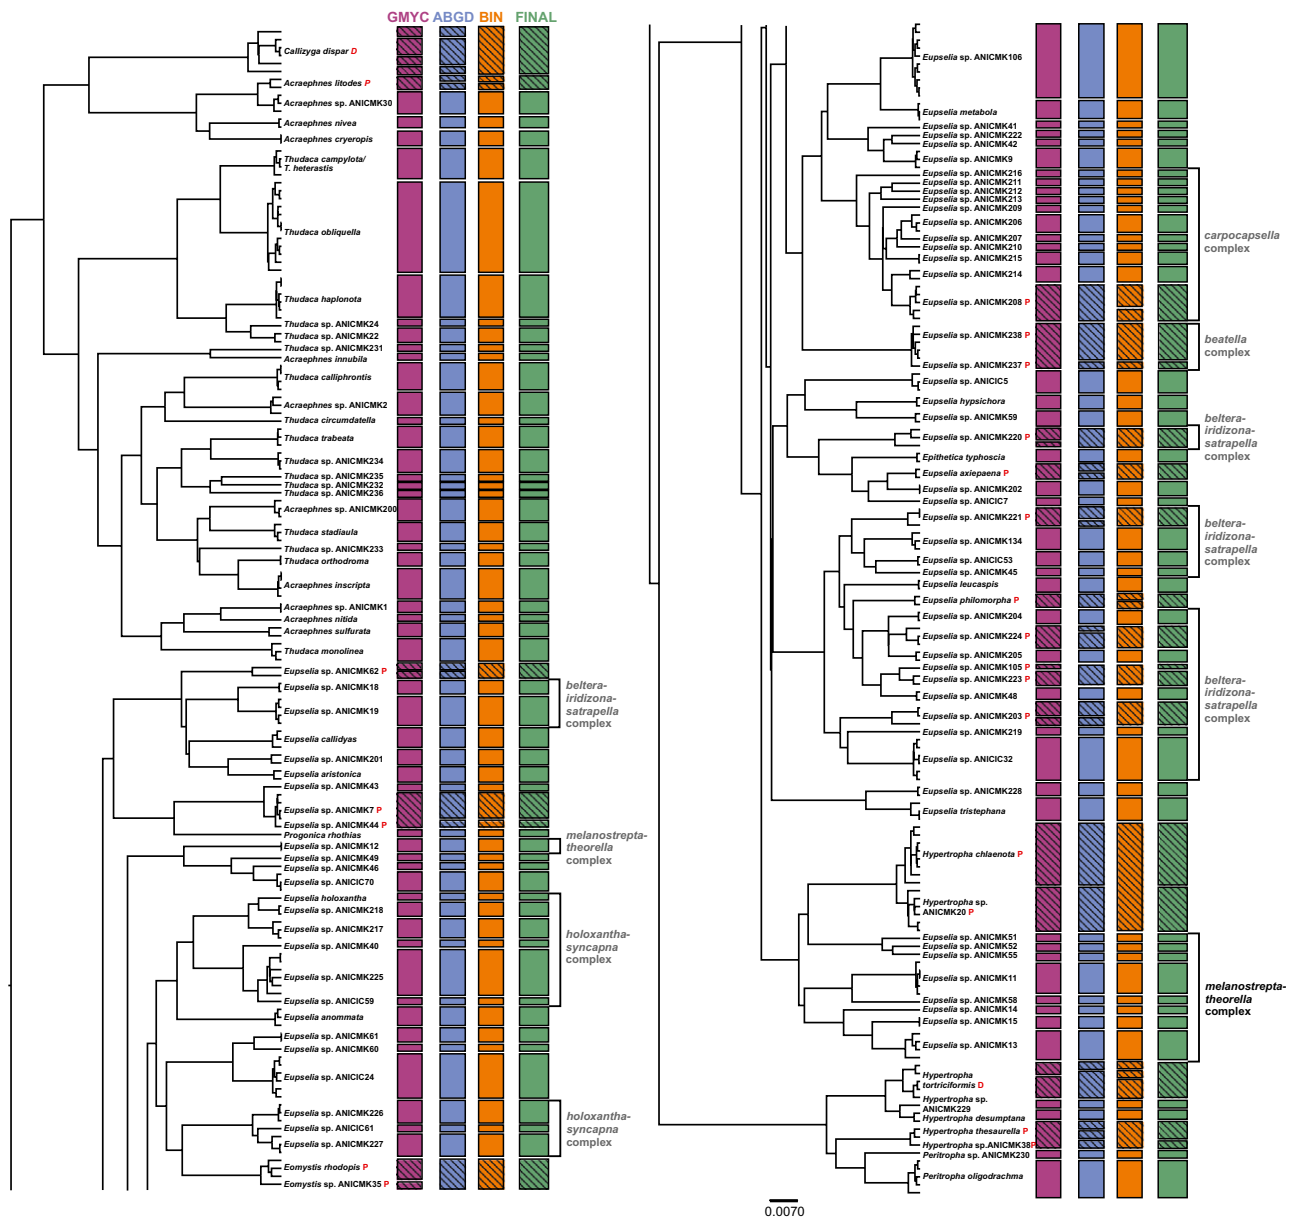 GMYC ABGD BIN FINAL
Callizyga dispar D
Acraephnes litodes P
Acraephnes sp. ANICMK30
Acraephnes nivea
Acraephnes cryeropis
Thudaca campylota/
T. heterastis
Thudaca obliquella
Thudaca haplonota
Thudaca sp. ANICMK24
Thudaca sp. ANICMK22
Thudaca sp. ANICMK231
Acraephnes innubila
Thudaca calliphrontis
Acraephnes sp. ANICMK2
Thudaca circumdatella
Thudaca trabeata
Thudaca sp. ANICMK234
Thudaca sp. ANICMK235
Thudaca sp. ANICMK232
Thudaca sp. ANICMK236
Acraephnes sp. ANICMK200
Thudaca stadiaula
Thudaca sp. ANICMK233
Thudaca orthodroma
Acraephnes inscripta
Acraephnes sp. ANICMK1
Acraephnes nitida
Acraephnes sulfurata
Thudaca monolinea
Eupselia sp. ANICMK62 P
Eupselia sp. ANICMK18
Eupselia sp. ANICMK19
Eupselia callidyas
Eupselia sp. ANICMK201
Eupselia aristonica
Eupselia sp. ANICMK43
Eupselia sp. ANICMK7 P
Eupselia sp. ANICMK44 P
Progonica rhothias
Eupselia sp. ANICMK12
Eupselia sp. ANICMK49
Eupselia sp. ANICMK46
Eupselia sp. ANICIC70
Eupselia holoxantha
Eupselia sp. ANICMK218
Eupselia sp. ANICMK217
Eupselia sp. ANICMK40
Eupselia sp. ANICMK225
Eupselia sp. ANICIC59
Eupselia anommata
Eupselia sp. ANICMK61
Eupselia sp. ANICMK60
Eupselia sp. ANICIC24
Eupselia sp. ANICMK226
Eupselia sp. ANICIC61
Eupselia sp. ANICMK227
Eomystis rhodopis P
Eomystis sp. ANICMK35 P
beltera-
iridizona-
satrapella
complex
melanostrepta-
theorella
complex
holoxantha-
syncapna
complex
holoxantha-
syncapna
complex
Eupselia sp. ANICMK106
Eupselia metabola
Eupselia sp. ANICMK41
Eupselia sp. ANICMK222
Eupselia sp. ANICMK42
Eupselia sp. ANICMK9
Eupselia sp. ANICMK216
Eupselia sp. ANICMK211
Eupselia sp. ANICMK212
Eupselia sp. ANICMK213
Eupselia sp. ANICMK209
Eupselia sp. ANICMK206
Eupselia sp. ANICMK207
Eupselia sp. ANICMK210
Eupselia sp. ANICMK215
Eupselia sp. ANICMK214
Eupselia sp. ANICMK208 P
Eupselia sp. ANICMK238 P
Eupselia sp. ANICMK237 P
Eupselia sp. ANICIC5
Eupselia hypsichora
Eupselia sp. ANICMK59
Eupselia sp. ANICMK220 P
Epithetica typhoscia
Eupselia axiepaena P
Eupselia sp. ANICMK202
Eupselia sp. ANICIC7
Eupselia sp. ANICMK221 P
Eupselia sp. ANICMK134
Eupselia sp. ANICIC53
Eupselia sp. ANICMK45
Eupselia leucaspis
Eupselia philomorpha P
Eupselia sp. ANICMK204
Eupselia sp. ANICMK224 P
Eupselia sp. ANICMK205
Eupselia sp. ANICMK105 P
Eupselia sp. ANICMK223 P
Eupselia sp. ANICMK48
Eupselia sp. ANICMK203 P
Eupselia sp. ANICMK219
Eupselia sp. ANICIC32
Eupselia sp. ANICMK228
Eupselia tristephana
Hypertropha chlaenota P
Hypertropha sp.
ANICMK20 P
Eupselia sp. ANICMK51
Eupselia sp. ANICMK52
Eupselia sp. ANICMK55
Eupselia sp. ANICMK11
Eupselia sp. ANICMK58
Eupselia sp. ANICMK14
Eupselia sp. ANICMK15
Eupselia sp. ANICMK13
Hypertropha
tortriciformis D
Hypertropha sp.
ANICMK229
Hypertropha desumptana
Hypertropha thesaurella P
Hypertropha sp.ANICMK38P
Peritropha sp. ANICMK230
Peritropha oligodrachma
carpocapsella
complex
beatella
complex
beltera-
iridizona-
satrapella
complex
beltera-
iridizona-
satrapella
complex
beltera-
iridizona-
satrapella
complex
melanostrepta-
theorella
complex
0.0070